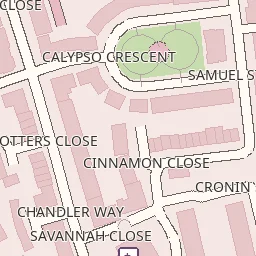 CLOSE
CALYPSO CRESCENT
SAMUEL S
OTTERS CLOSE
CINNAMON CLOSE
CRONIN
CHANDLER WAY
SAVANNAH CLOSE